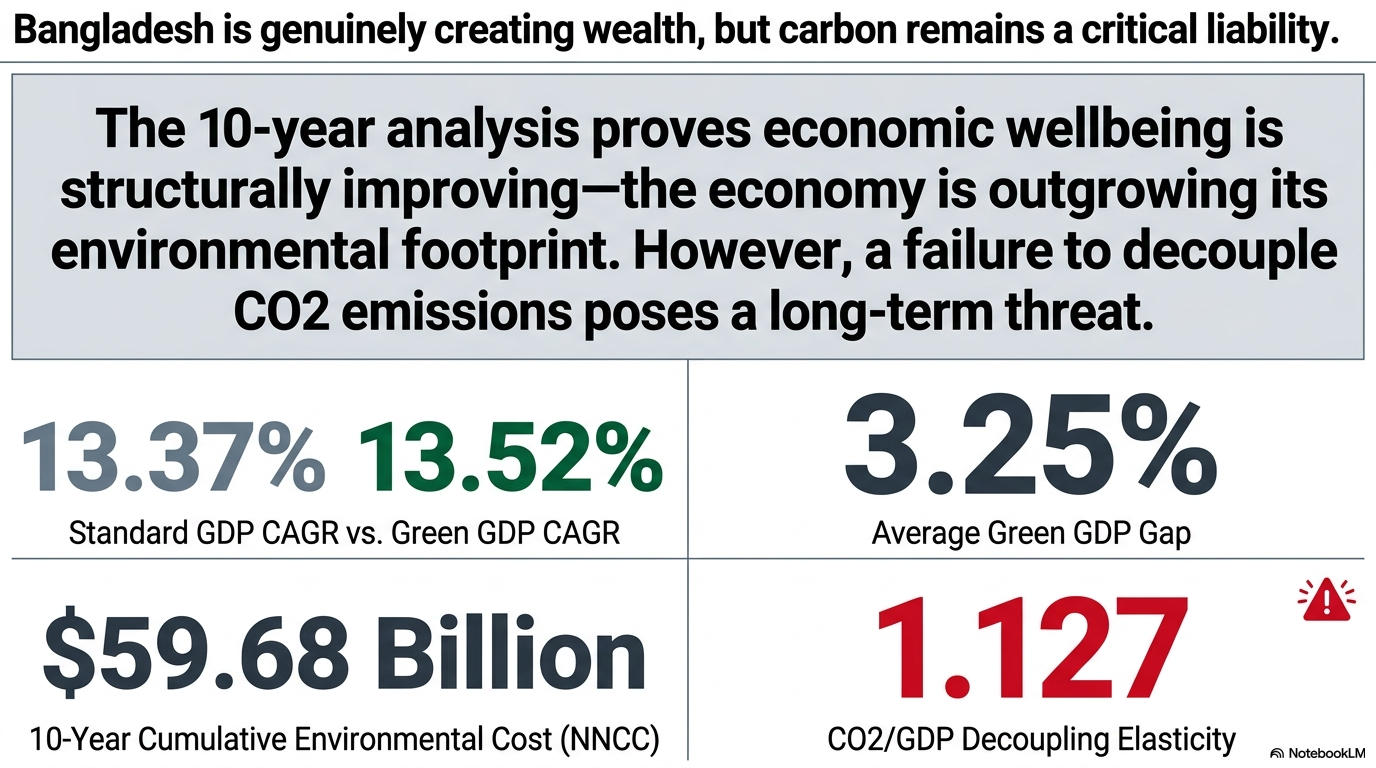 Bangladesh is genuinely creating wealth, but carbon remains a critical liability.
The 10-year analysis proves economic wellbeing is
structurally improving—the economy is outgrowing its
environmental footprint. However, a failure to decouple
CO2 emissions poses a long-term threat.
13.37% 13.52%
Standard GDP CAGR vs. Green GDP CAGR
3.25%
Average Green GDP Gap
$59.68 Billion
10-Year Cumulative Environmental Cost (NNCC)
1.127
CO2/GDP Decoupling Elasticity
NotebookLM